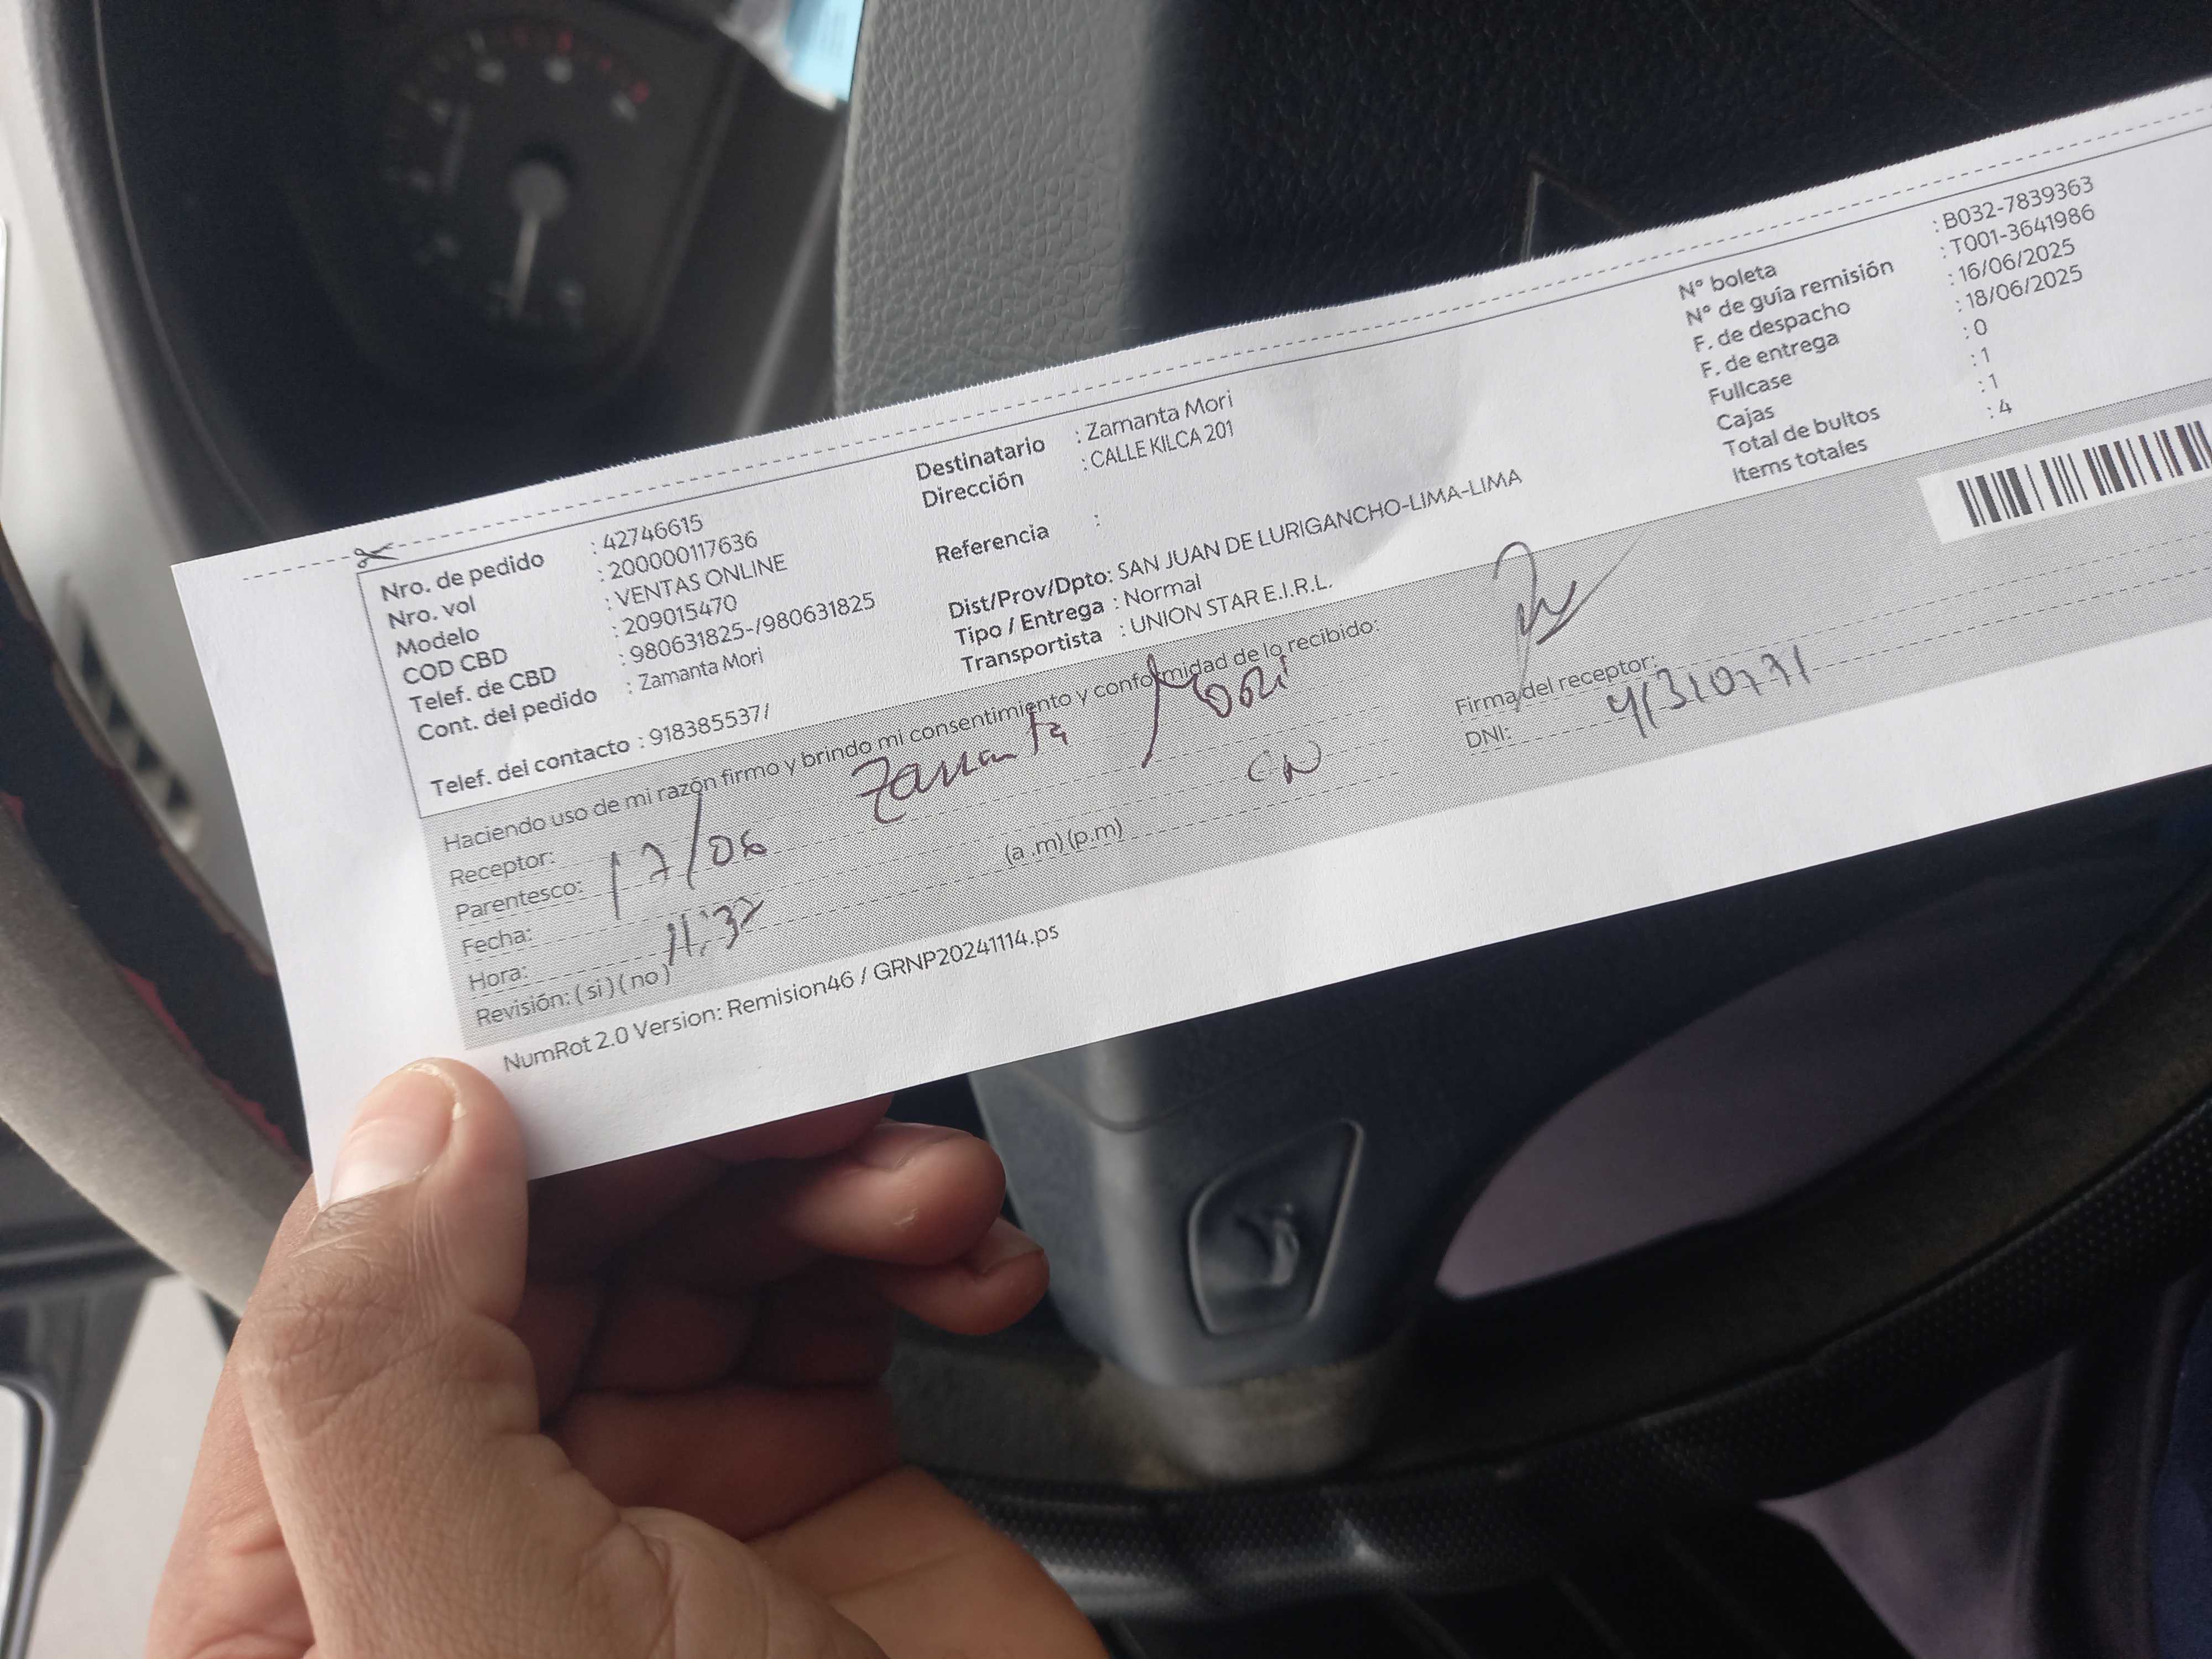 Nro. de pedido : 42746615
Nro. vol : 200000117636
Modelo : VENTAS ONLINE
COD CBD : 209015470
Telef. de CBD : 980631825-/980631825
Cont. del pedido : Zamanta Mori
Telef. del contacto : 918385537/
Destinatario : Zamanta Mori
Dirección : CALLE KILCA 201
Referencia :
Dist/Prov/Dpto: SAN JUAN DE LURIGANCHO-LIMA-LIMA
Tipo / Entrega : Normal
Transportista : UNION STAR E.I.R.L.
N° boleta : B032-7839363
N° de guía remisión : T001-3641986
F. de despacho : 16/06/2025
F. de entrega : 18/06/2025
Fullcase : 0
Cajas : 1
Total de bultos : 1
Items totales : 4
Haciendo uso de mi razón firmo y brindo mi consentimiento y conformidad de lo recibido:
Receptor: Zamanta Mori
Parentesco:
Fecha: 17/06
Hora: 11:37 (a .m) (p.m)
Revisión: ( si ) ( no )
Firma del receptor:
DNI: 41310771
NumRot 2.0 Version: Remision46 / GRNP20241114.ps